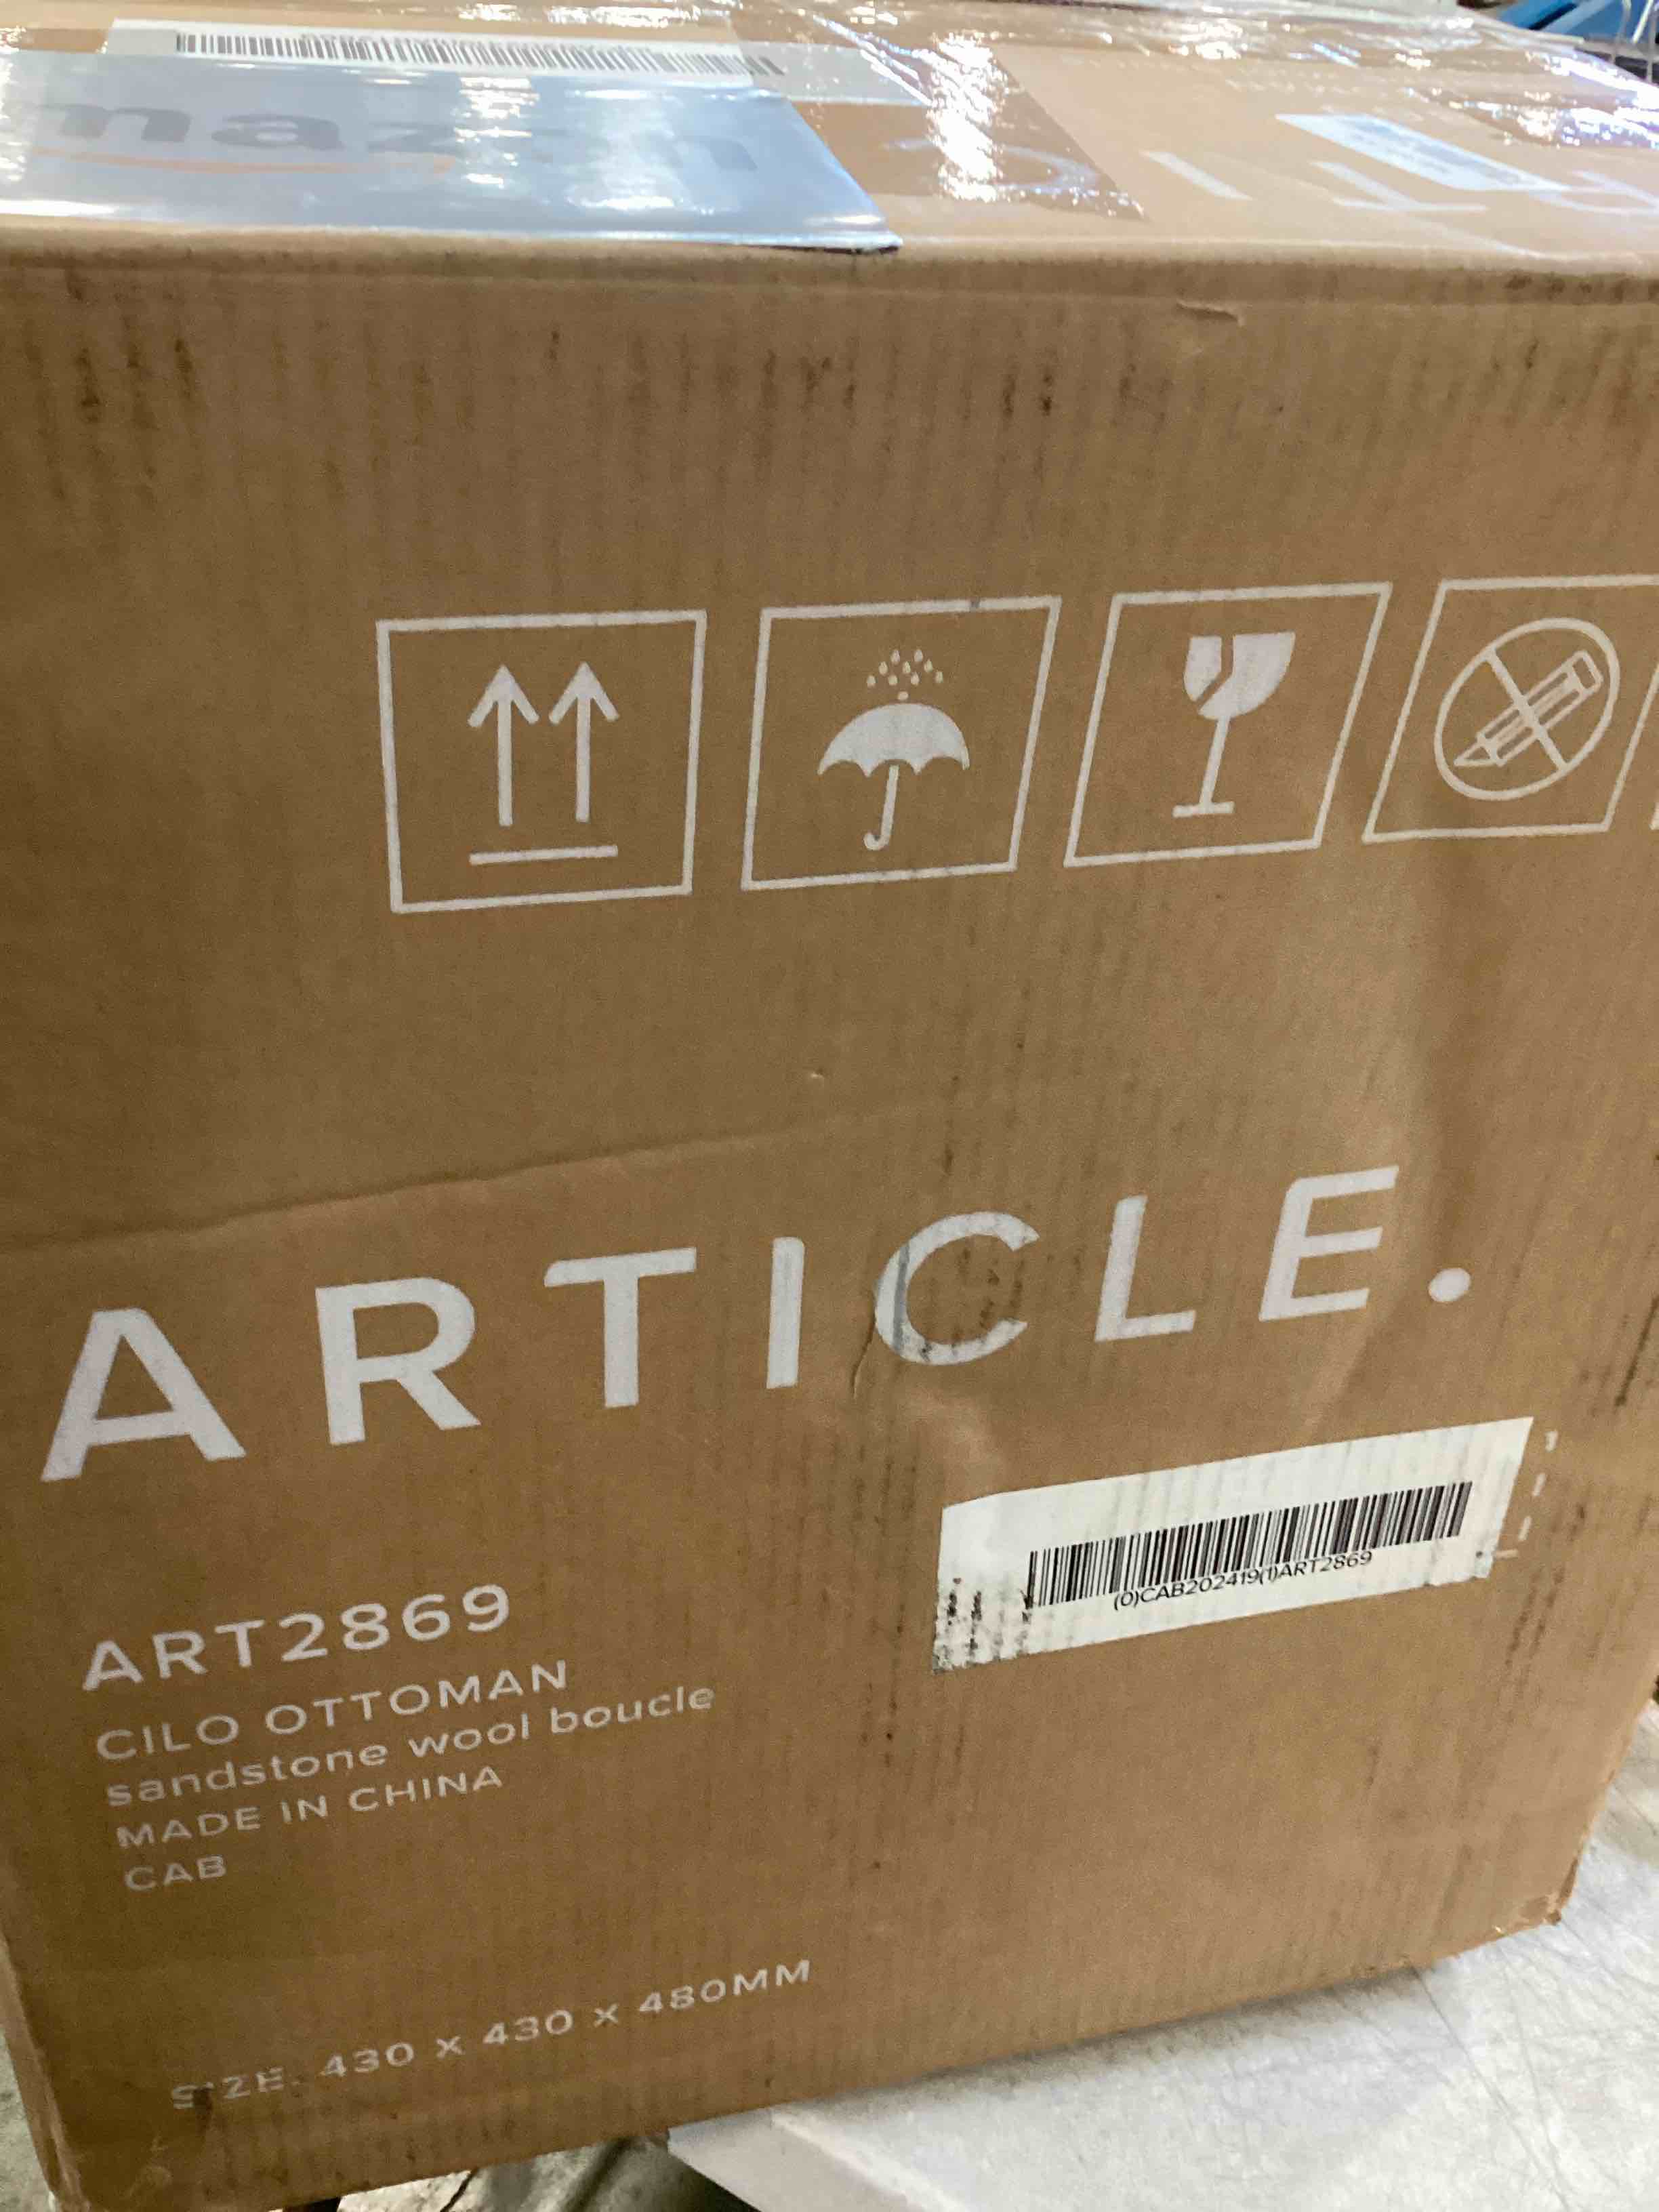 amazon
ARTICLE.
(0)CAB202419(1)ART2869
ART2869
CILO OTTOMAN
sandstone wool boucle
MADE IN CHINA
CAB
SIZE: 430 x 430 x 480MM